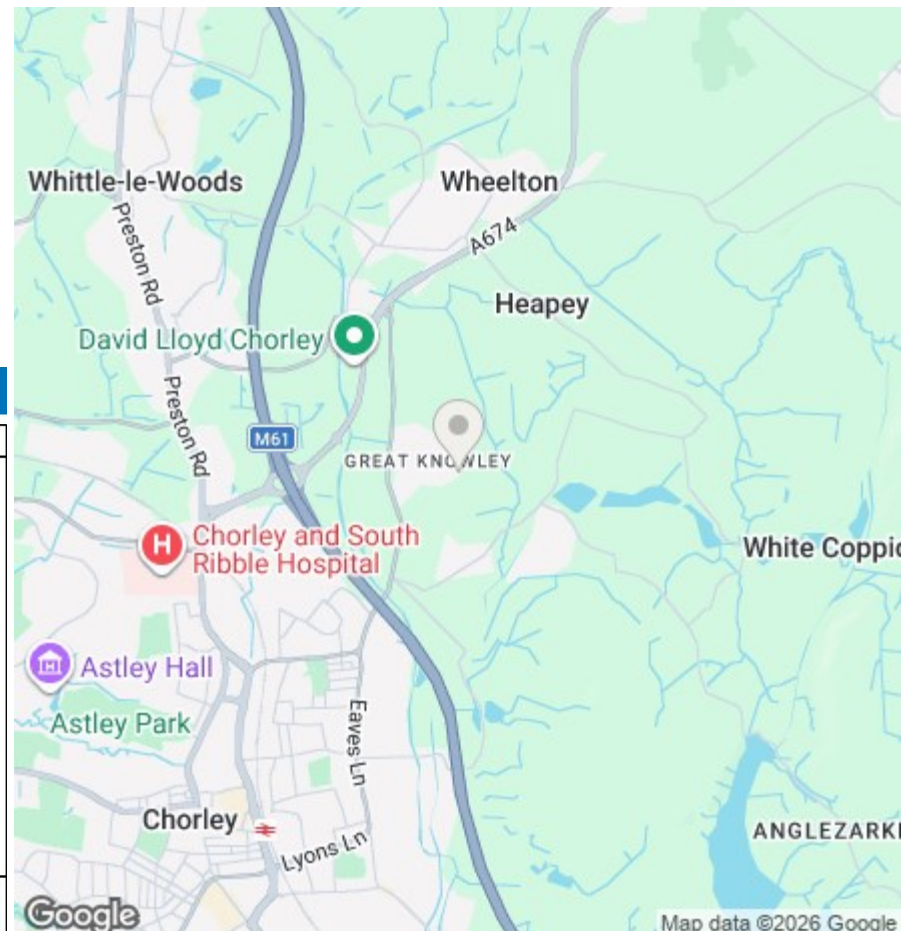 Whittle-le-Woods
Wheelton
A674
Preston Rd
Heapey
David Lloyd Chorley
Preston Rd
M61
GREAT KNOWLEY
H
Chorley and South
Ribble Hospital
White Coppic
Astley Hall
Astley Park
Eaves Ln
Chorley
Lyons Ln
ANGLEZARKE
Google
Map data ©2026 Google